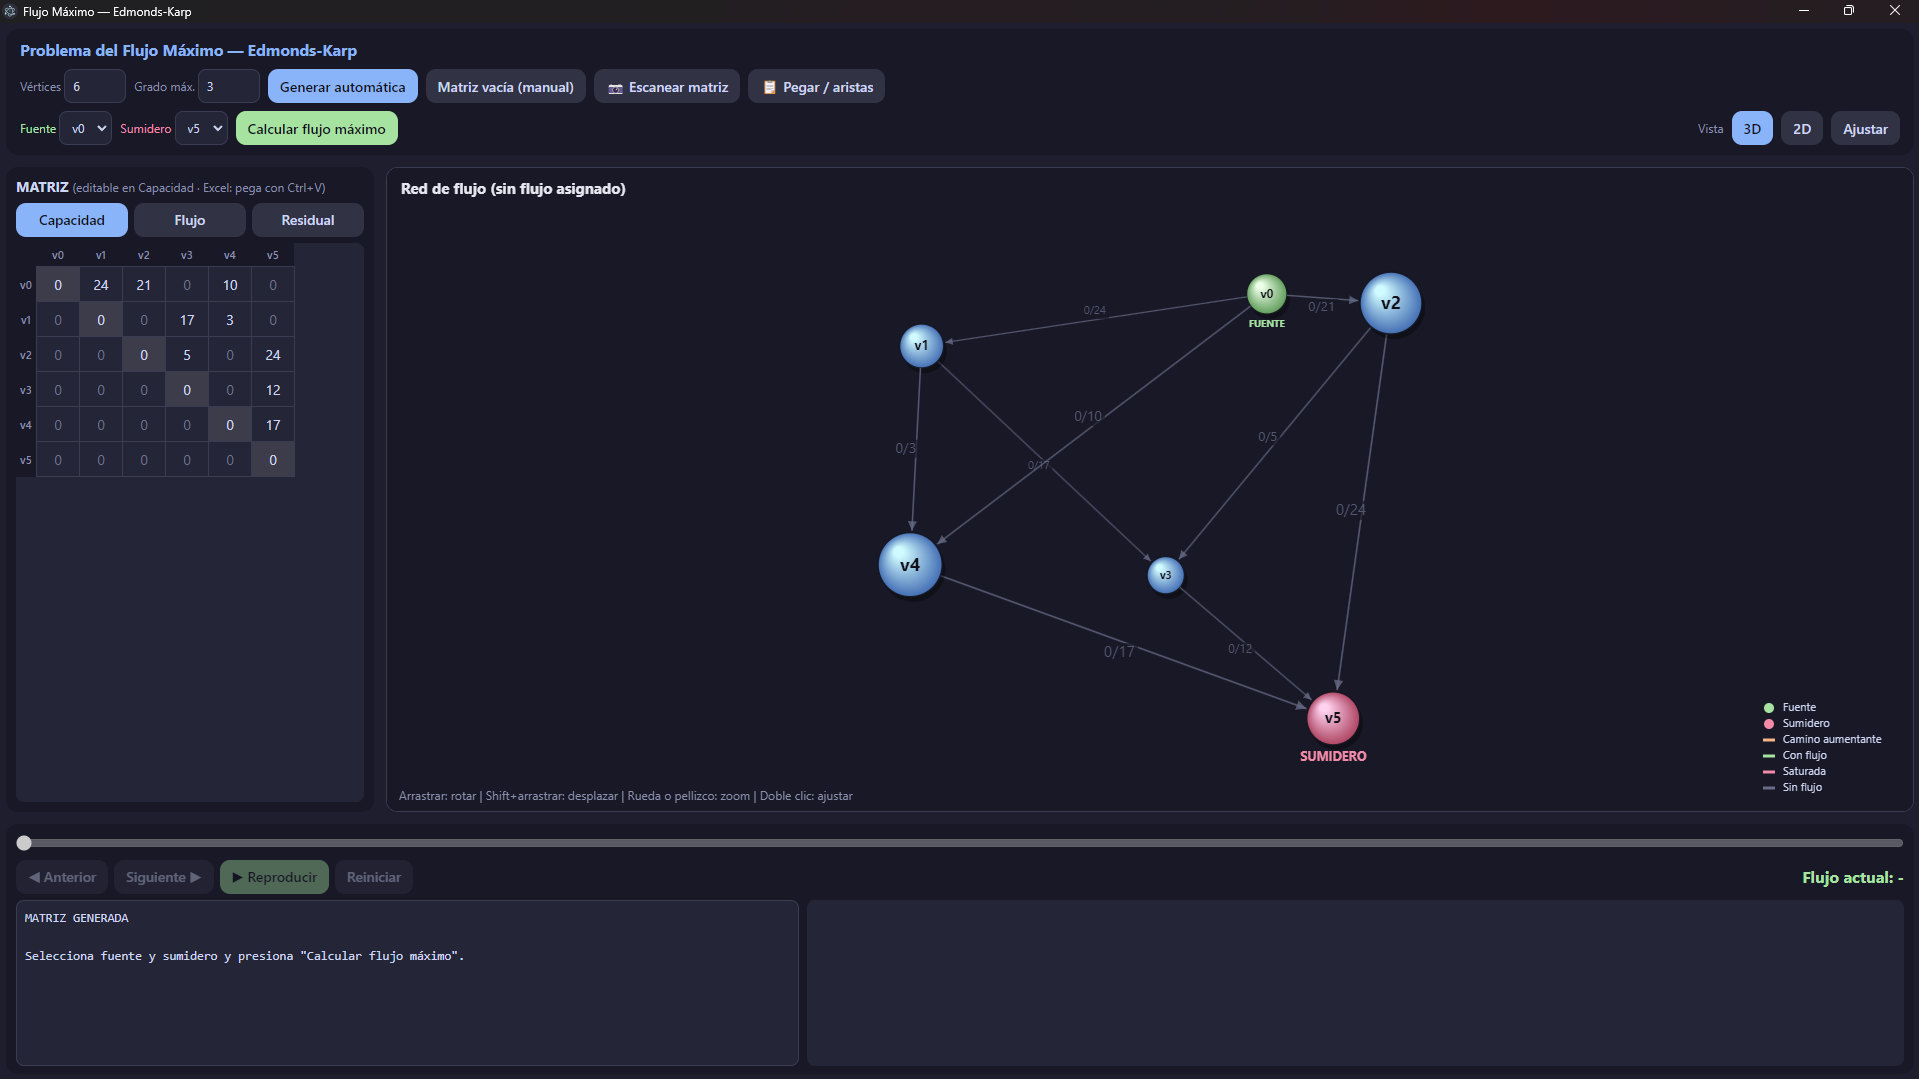 Flujo Máximo — Edmonds-Karp
Problema del Flujo Máximo — Edmonds-Karp
Vértices 6 Grado máx. 3 Generar automática Matriz vacía (manual) Escanear matriz Pegar / aristas
Fuente v0 Sumidero v5 Calcular flujo máximo Vista 3D 2D Ajustar
MATRIZ (editable en Capacidad · Excel: pega con Ctrl+V)
Capacidad Flujo Residual
v0 v1 v2 v3 v4 v5
v0 0 24 21 0 10 0
v1 0 0 0 17 3 0
v2 0 0 0 5 0 24
v3 0 0 0 0 0 12
v4 0 0 0 0 0 17
v5 0 0 0 0 0 0
Red de flujo (sin flujo asignado)
v0
FUENTE
v2
0/24
0/21
v1
0/10
0/5
0/3
0/17
0/24
v4
v3
0/17
0/12
v5
SUMIDERO
Fuente
Sumidero
Camino aumentante
Con flujo
Saturada
Sin flujo
Arrastrar: rotar | Shift+arrastrar: desplazar | Rueda o pellizco: zoom | Doble clic: ajustar
◀ Anterior Siguiente ▶ ▶ Reproducir Reiniciar Flujo actual: -
MATRIZ GENERADA
Selecciona fuente y sumidero y presiona "Calcular flujo máximo".